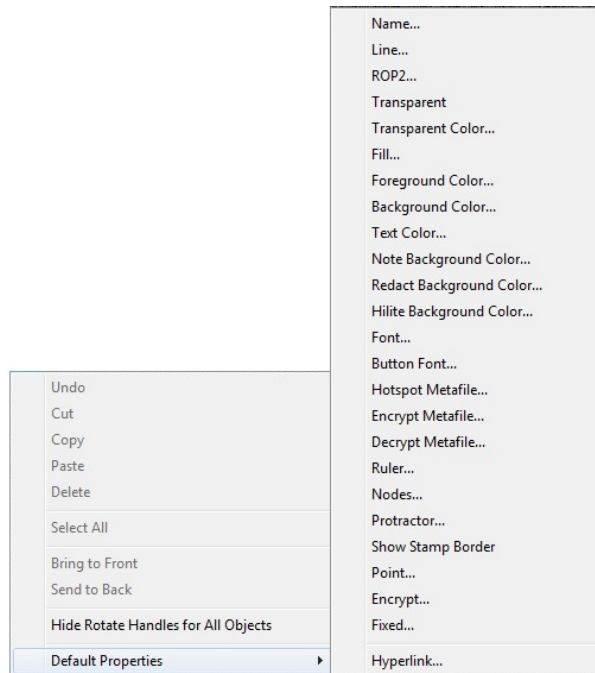 Name...
Line...
ROP2...
Transparent
Transparent Color...
Fill...
Foreground Color...
Background Color...
Text Color...
Note Background Color...
Redact Background Color...
Hilite Background Color...
Font...
Button Font...
Hotspot Metafile...
Encrypt Metafile...
Decrypt Metafile...
Ruler...
Nodes...
Protractor...
Show Stamp Border
Point...
Encrypt...
Fixed...
Hyperlink...
Undo
Cut
Copy
Paste
Delete
Select All
Bring to Front
Send to Back
Hide Rotate Handles for All Objects
Default Properties